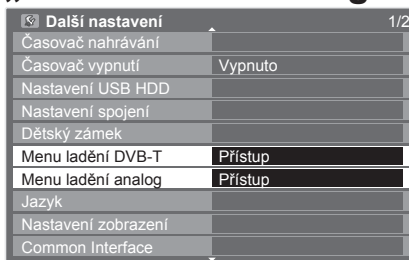 Další nastavení 1/2
Časovač nahrávání
Časovač vypnutí Vypnuto
Nastavení USB HDD
Nastavení spojení
Dětský zámek
Menu ladění DVB-T Přístup
Menu ladění analog Přístup
Jazyk
Nastavení zobrazení
Common Interface